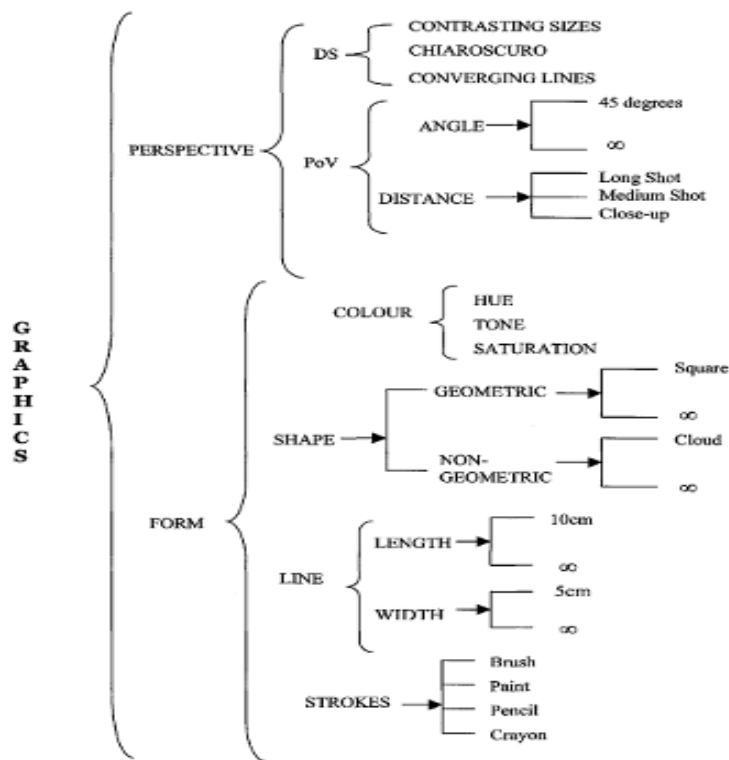 GRAPHICS
PERSPECTIVE
DS
CONTRASTING SIZES
CHIAROSCURO
CONVERGING LINES
PoV
ANGLE
45 degrees
∞
DISTANCE
Long Shot
Medium Shot
Close-up
FORM
COLOUR
HUE
TONE
SATURATION
SHAPE
GEOMETRIC
Square
∞
NON-
GEOMETRIC
Cloud
∞
LINE
LENGTH
10cm
∞
WIDTH
5cm
∞
STROKES
Brush
Paint
Pencil
Crayon